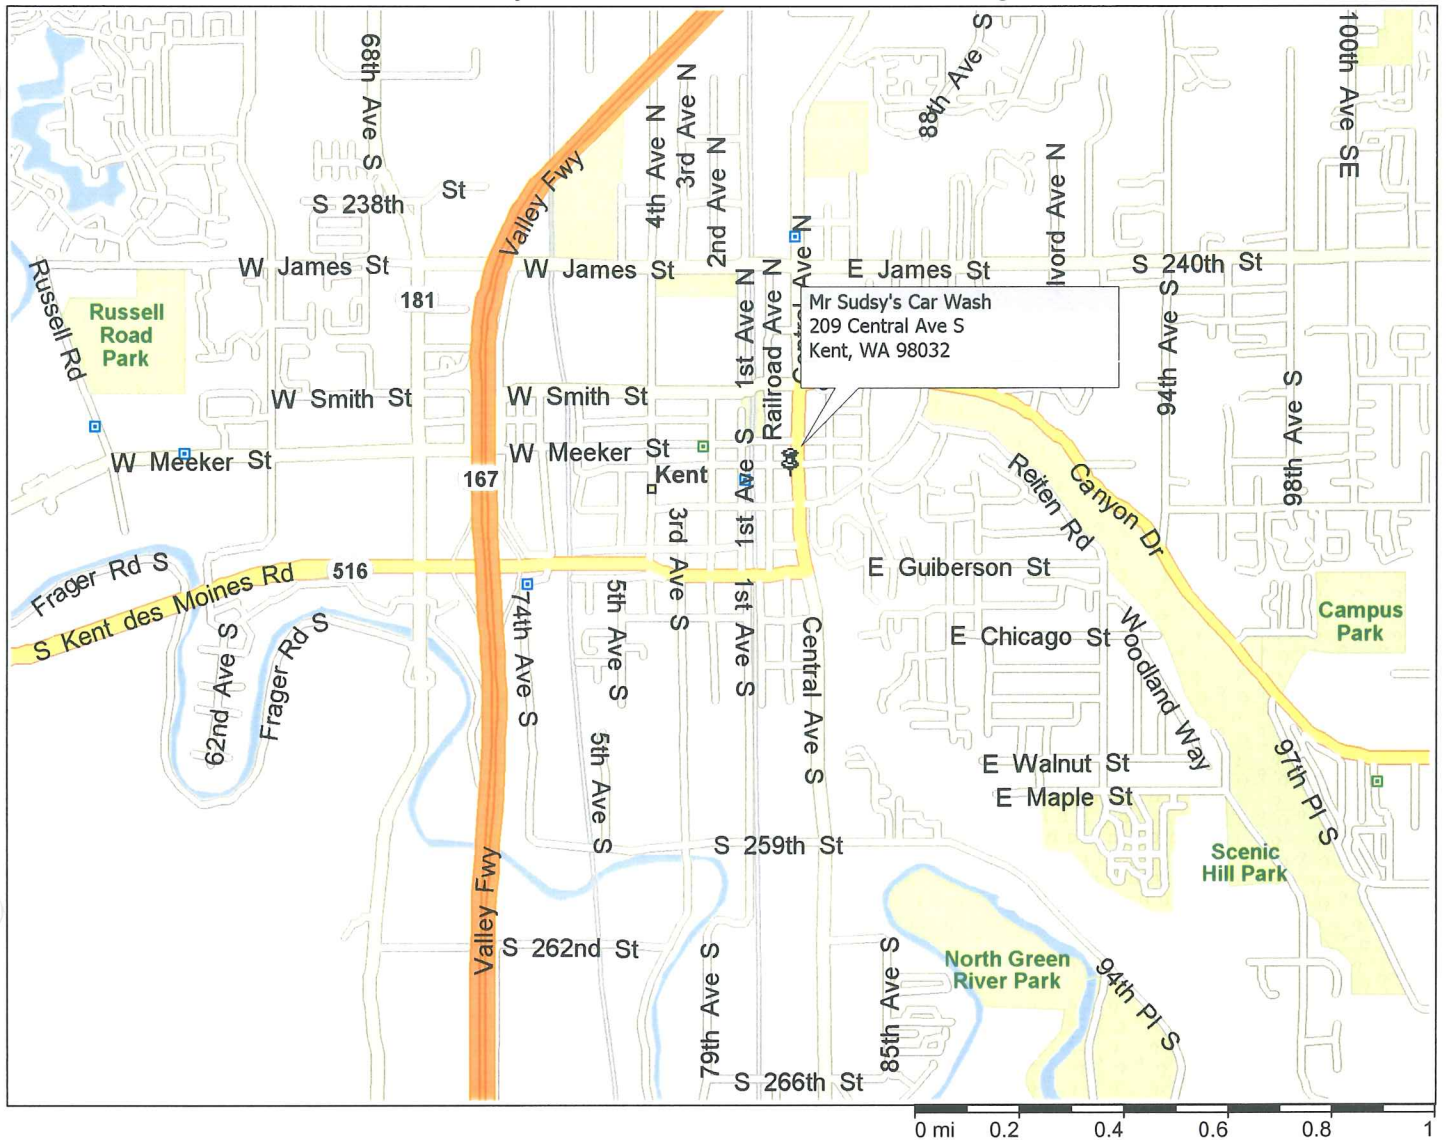 68th Ave S
88th Ave S
100th Ave SE
4th Ave N
3rd Ave N
2nd Ave N
Ivord Ave N
S 238th St
Valley Fwy
W James St
W James St
E James St
S 240th St
Russell Rd
181
Russell
Road
Park
1st Ave N
Railroad Ave N
Central Ave N
Mr Sudsy's Car Wash
209 Central Ave S
Kent, WA 98032
94th Ave S
98th Ave S
W Smith St
W Smith St
W Meeker St
W Meeker St
167
Kent
1st Ave S
3rd Ave S
Reiten Rd
Canyon Dr
Frager Rd S
516
S Kent des Moines Rd
E Guiberson St
74th Ave S
5th Ave S
1st Ave S
Central Ave S
E Chicago St
Woodland Way
Campus
Park
62nd Ave S
Frager Rd S
5th Ave S
E Walnut St
E Maple St
97th Pl S
S 259th St
Scenic
Hill Park
Valley Fwy
S 262nd St
79th Ave S
85th Ave S
North Green
River Park
94th Pl S
S 266th St
0 mi 0.2 0.4 0.6 0.8 1